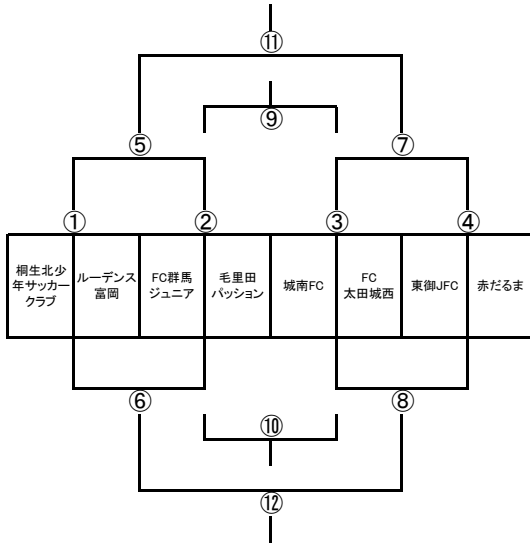 ⑪
⑨
⑤ ⑦
① ② ③ ④
桐生北少
年サッカー
クラブ
ルーデンス
富岡
FC群馬
ジュニア
毛里田
パッション
城南FC
FC
太田城西
東御JFC
赤だるま
⑥ ⑧
⑩
⑫